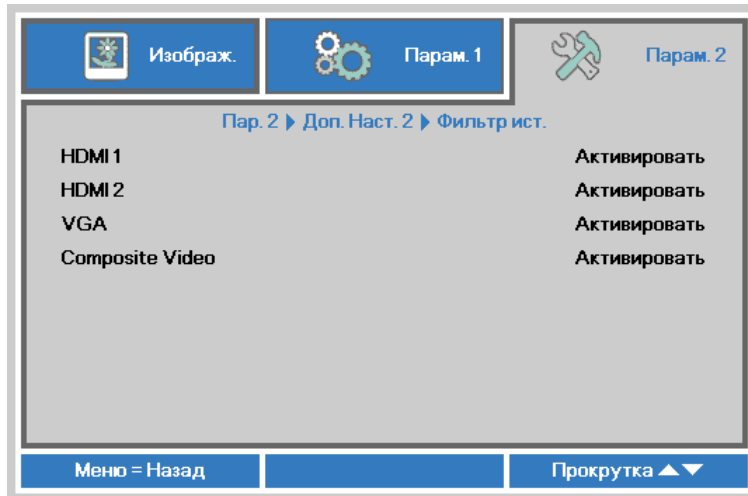 Изображ. Парам. 1 Парам. 2
Пар. 2 Доп. Наст. 2 Фильтр ист.
HDMI 1 Активировать
HDMI 2 Активировать
VGA Активировать
Composite Video Активировать
Меню = Назад Прокрутка